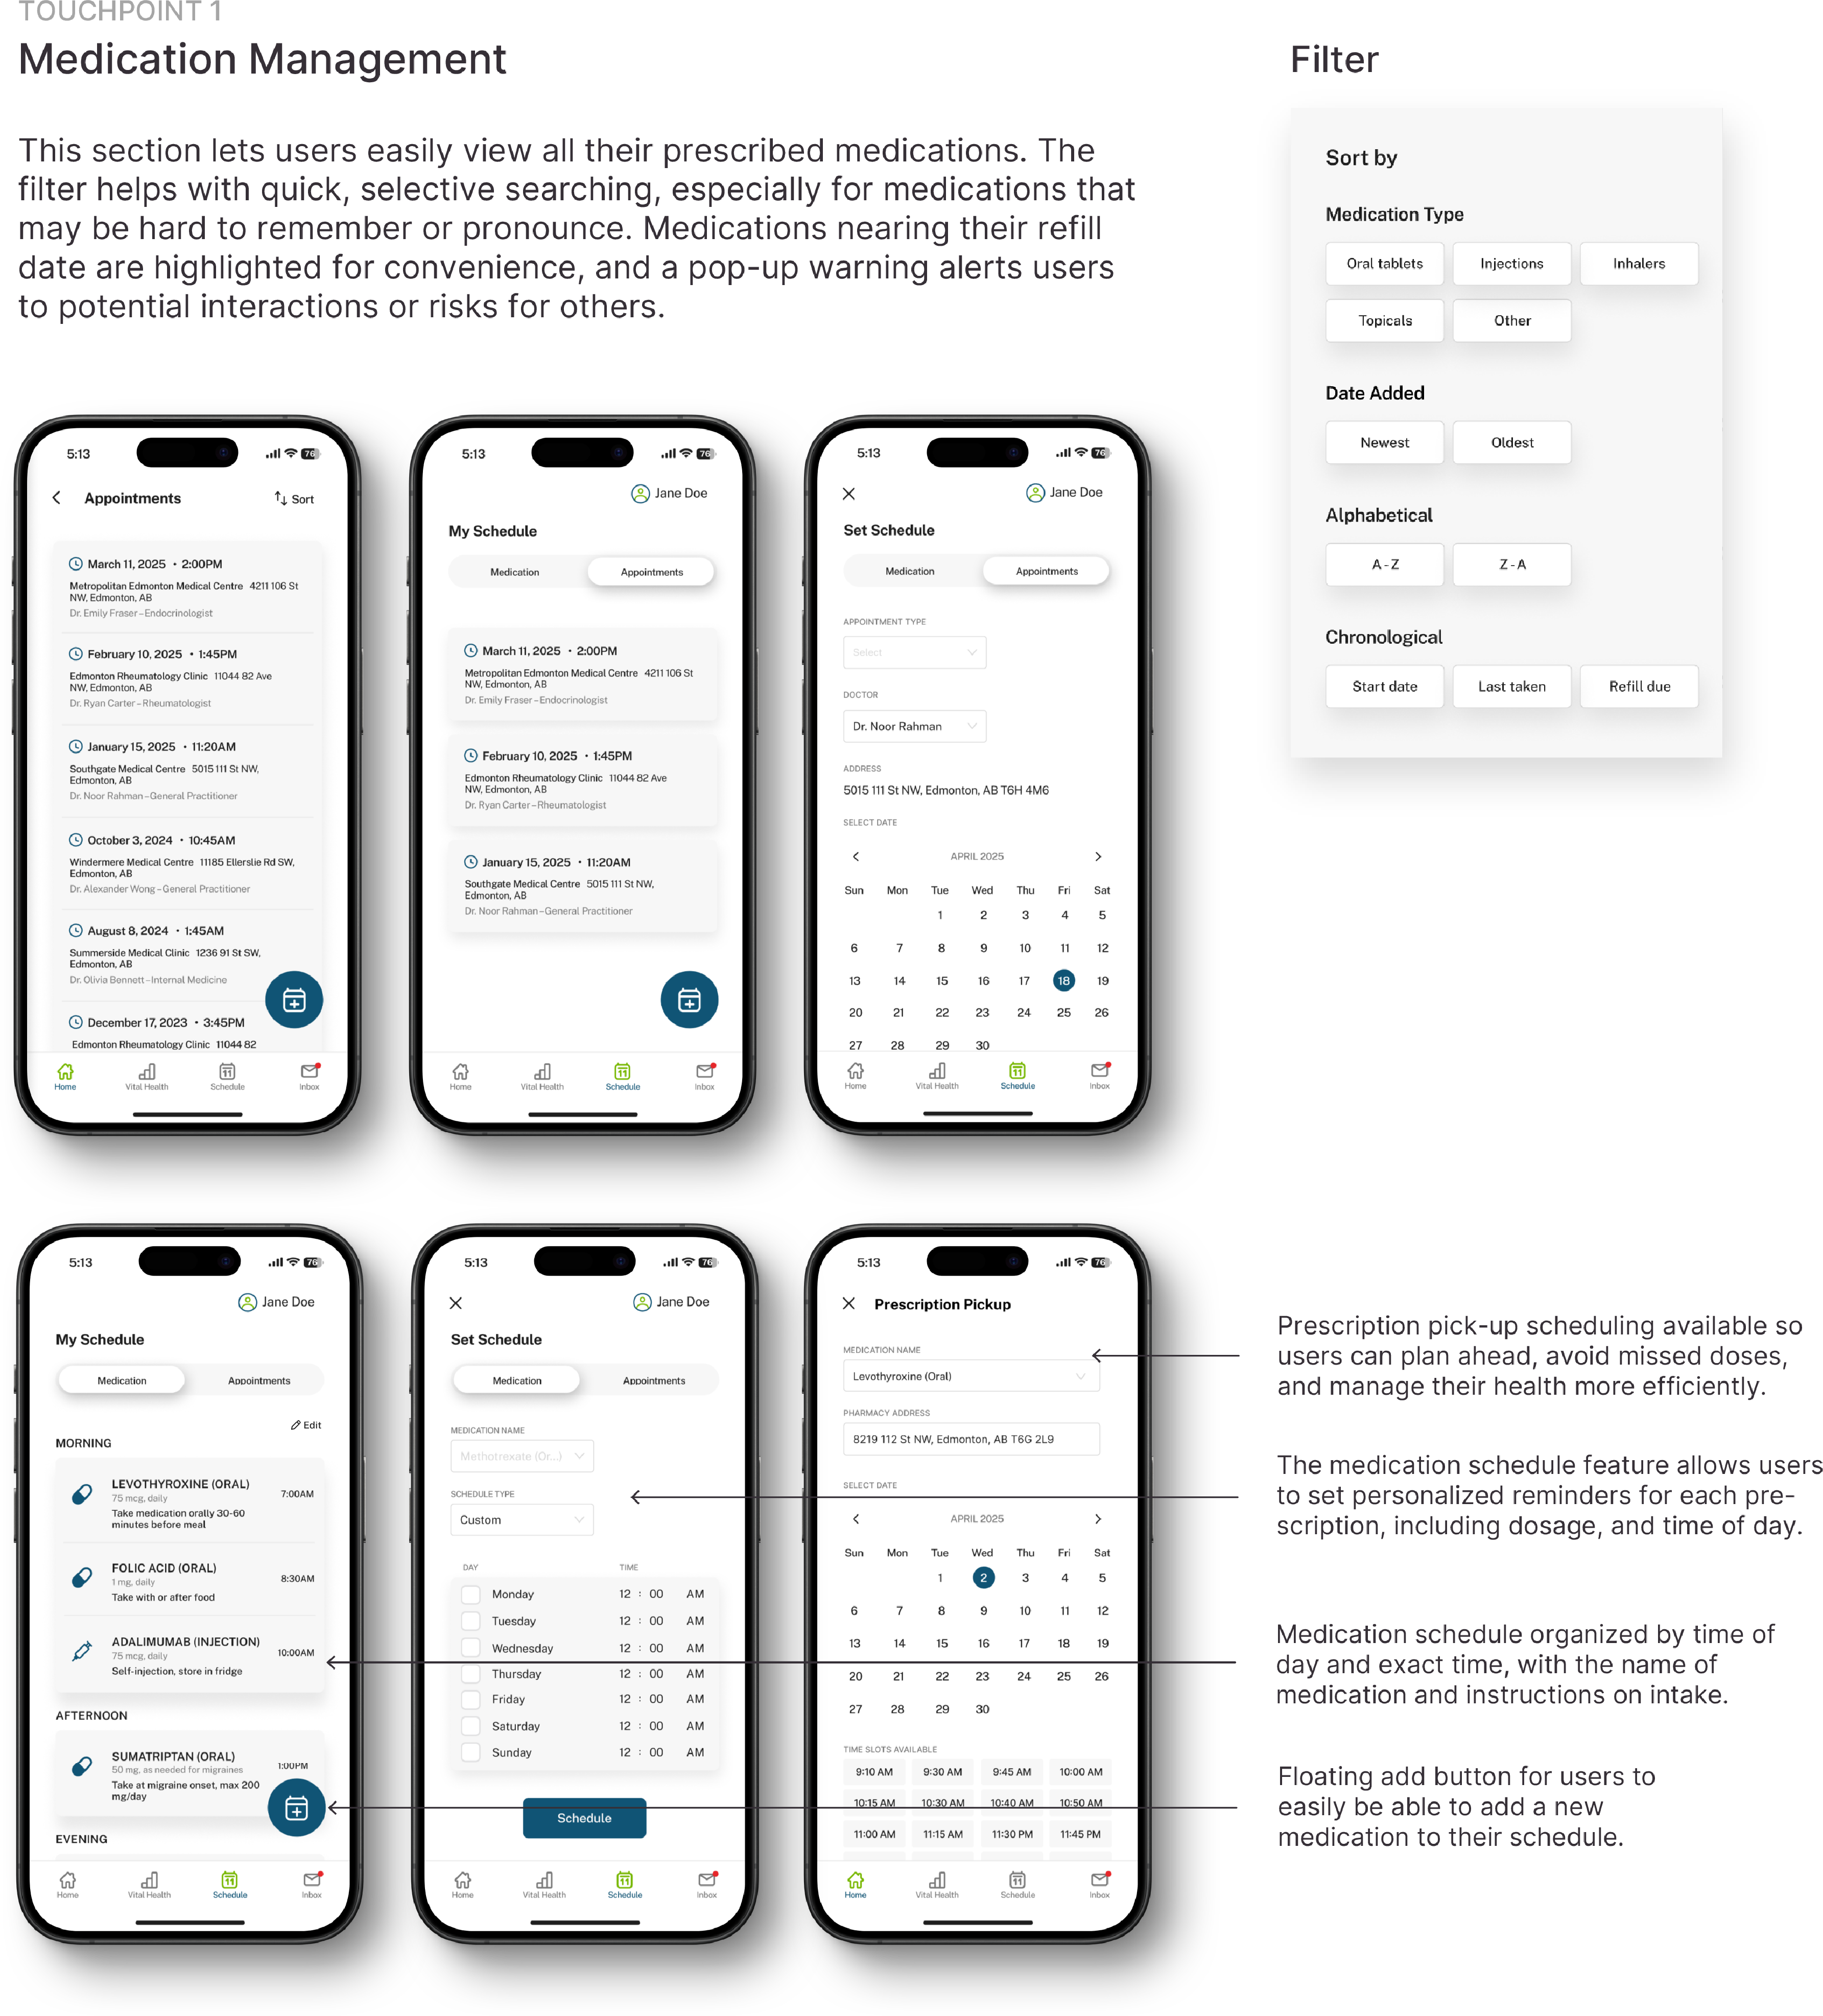 TOUCHPOINT 1
Medication Management
This section lets users easily view all their prescribed medications. The
filter helps with quick, selective searching, especially for medications that
may be hard to remember or pronounce. Medications nearing their refill
date are highlighted for convenience, and a pop-up warning alerts users
to potential interactions or risks for others.
Filter
Sort by
Medication Type
Oral tablets Injections Inhalers
Topicals Other
Date Added
Newest Oldest
Alphabetical
A - Z Z - A
Chronological
Start date Last taken Refill due
5:13 76
Appointments Sort
March 11, 2025 • 2:00PM
Metropolitan Edmonton Medical Centre 4211 106 St
NW, Edmonton, AB
Dr. Emily Fraser – Endocrinologist
February 10, 2025 • 1:45PM
Edmonton Rheumatology Clinic 11044 82 Ave
NW, Edmonton, AB
Dr. Ryan Carter – Rheumatologist
January 15, 2025 • 11:20AM
Southgate Medical Centre 5015 111 St NW,
Edmonton, AB
Dr. Noor Rahman – General Practitioner
October 3, 2024 • 10:45AM
Windermere Medical Centre 11185 Ellerslie Rd SW,
Edmonton, AB
Dr. Alexander Wong – General Practitioner
August 8, 2024 • 1:45AM
Summerside Medical Clinic 1236 91 St SW,
Edmonton, AB
Dr. Olivia Bennett – Internal Medicine
December 17, 2023 • 3:45PM
Edmonton Rheumatology Clinic 11044 82
Home Vital Health 11 Schedule Inbox
5:13 76
Jane Doe
My Schedule
Medication Appointments
March 11, 2025 • 2:00PM
Metropolitan Edmonton Medical Centre 4211 106 St
NW, Edmonton, AB
Dr. Emily Fraser – Endocrinologist
February 10, 2025 • 1:45PM
Edmonton Rheumatology Clinic 11044 82 Ave
NW, Edmonton, AB
Dr. Ryan Carter – Rheumatologist
January 15, 2025 • 11:20AM
Southgate Medical Centre 5015 111 St NW,
Edmonton, AB
Dr. Noor Rahman – General Practitioner
Home Vital Health 11 Schedule Inbox
5:13 76
Jane Doe
Set Schedule
Medication Appointments
APPOINTMENT TYPE
Select
DOCTOR
Dr. Noor Rahman
ADDRESS
5015 111 St NW, Edmonton, AB T6H 4M6
SELECT DATE
APRIL 2025
Sun Mon Tue Wed Thu Fri Sat
1 2 3 4 5
6 7 8 9 10 11 12
13 14 15 16 17 18 19
20 21 22 23 24 25 26
27 28 29 30
Home Vital Health 11 Schedule Inbox
5:13 76
Jane Doe
My Schedule
Medication Appointments
Edit
MORNING
LEVOTHYROXINE (ORAL)
75 mcg, daily
Take medication orally 30-60
minutes before meal
7:00AM
FOLIC ACID (ORAL)
1 mg, daily
Take with or after food
8:30AM
ADALIMUMAB (INJECTION)
75 mcg, daily
Self-injection, store in fridge
10:00AM
AFTERNOON
SUMATRIPTAN (ORAL)
50 mg, as needed for migraines
Take at migraine onset, max 200
mg/day
1:00PM
EVENING
Home Vital Health 11 Schedule Inbox
5:13 76
Jane Doe
Set Schedule
Medication Appointments
MEDICATION NAME
Methotrexate (Or...)
SCHEDULE TYPE
Custom
DAY TIME
Monday 12 : 00 AM
Tuesday 12 : 00 AM
Wednesday 12 : 00 AM
Thursday 12 : 00 AM
Friday 12 : 00 AM
Saturday 12 : 00 AM
Sunday 12 : 00 AM
Schedule
Home Vital Health 11 Schedule Inbox
5:13 76
Prescription Pickup
MEDICATION NAME
Levothyroxine (Oral)
PHARMACY ADDRESS
8219 112 St NW, Edmonton, AB T6G 2L9
SELECT DATE
APRIL 2025
Sun Mon Tue Wed Thu Fri Sat
1 2 3 4 5
6 7 8 9 10 11 12
13 14 15 16 17 18 19
20 21 22 23 24 25 26
27 28 29 30
TIME SLOTS AVAILABLE
9:10 AM 9:30 AM 9:45 AM 10:00 AM
10:15 AM 10:30 AM 10:40 AM 10:50 AM
11:00 AM 11:15 AM 11:30 PM 11:45 PM
Home Vital Health 11 Schedule Inbox
Prescription pick-up scheduling available so
users can plan ahead, avoid missed doses,
and manage their health more efficiently.
The medication schedule feature allows users
to set personalized reminders for each pre-
scription, including dosage, and time of day.
Medication schedule organized by time of
day and exact time, with the name of
medication and instructions on intake.
Floating add button for users to
easily be able to add a new
medication to their schedule.